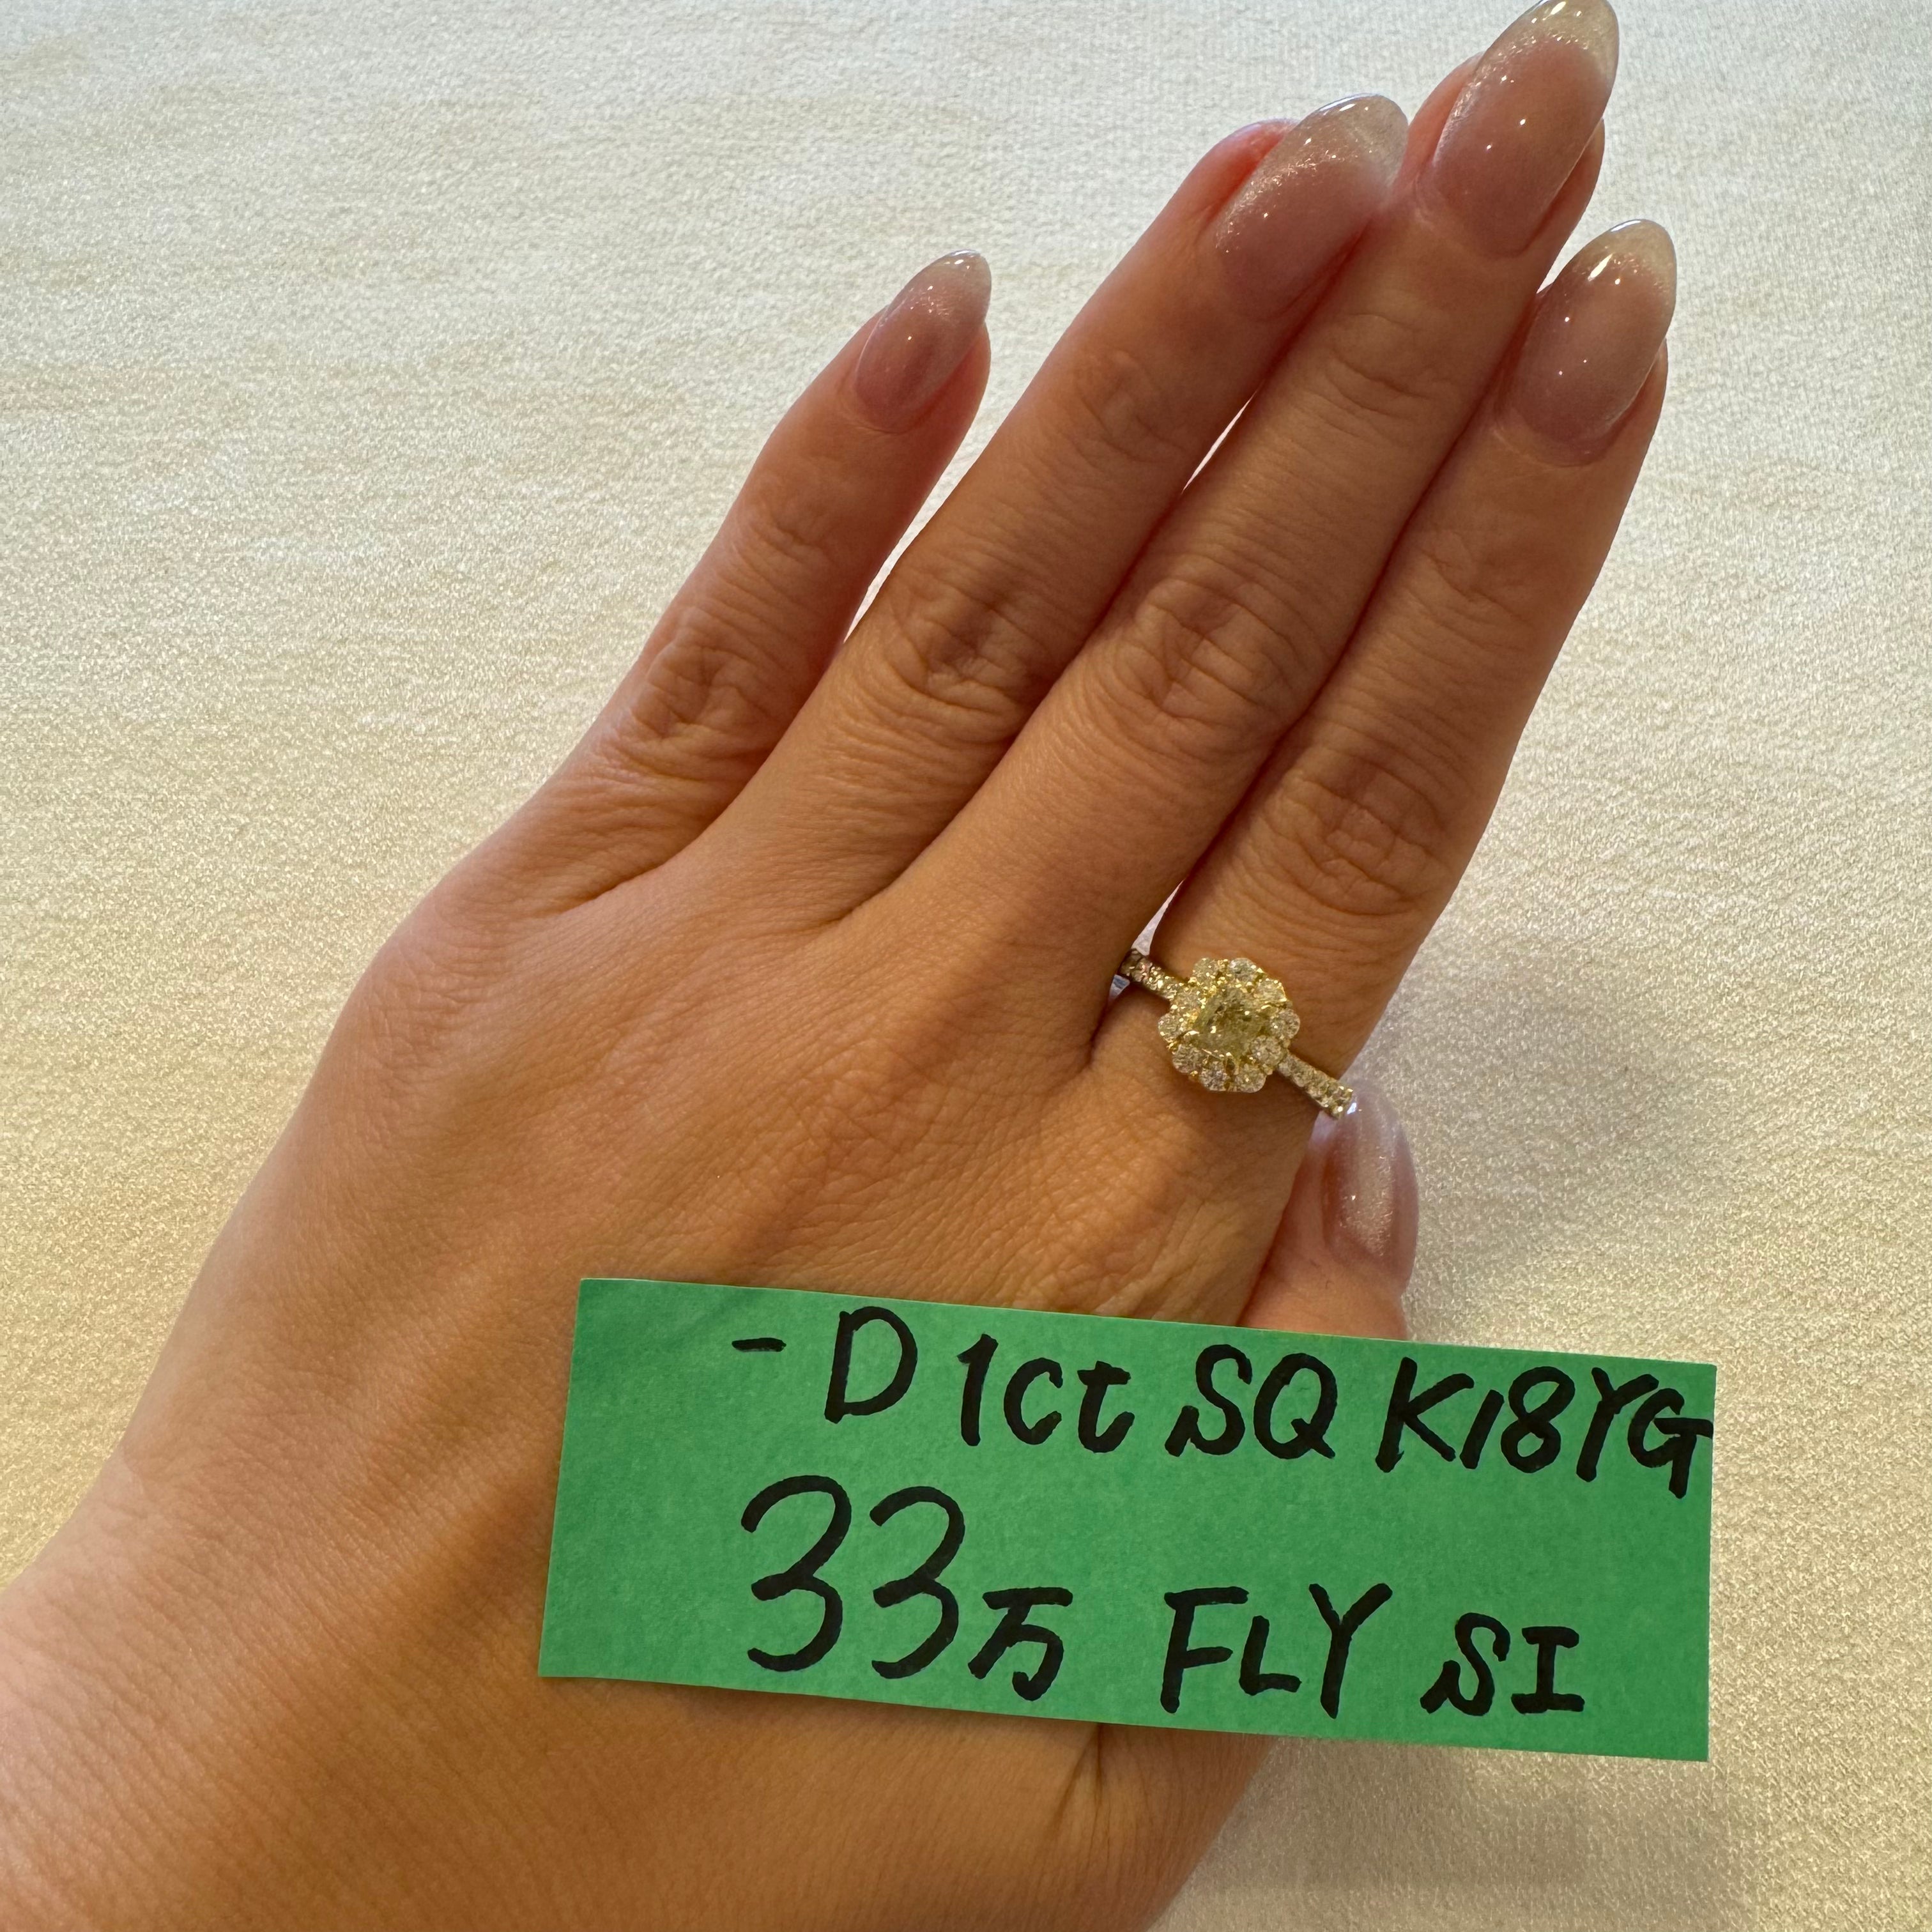 - D 1ct SQ K18YG
33万 FLY SI